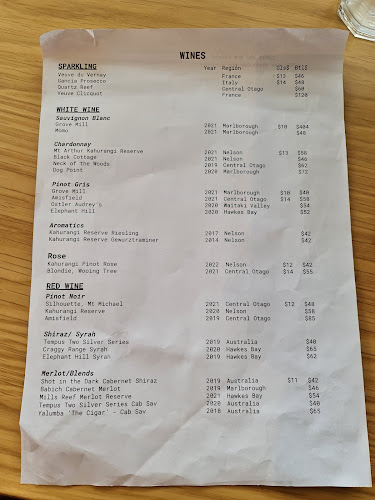 WINES
SPARKLING Year Región Gls$ Btl$
Veuve du Vernay France $12 $46
Gancia Prosecco Italy $14 $48
Quartz Reef Central Otago $60
Veuve Clicquot France $120
WHITE WINE
Sauvignon Blanc
Grove Mill 2021 Marlborough $10 $404
Momo 2021 Marlborough $48
Chardonnay
Mt Arthur Kahurangi Reserve 2021 Nelson $13 $56
Black Cottage 2021 Nelson $46
Neck of the Woods 2019 Central Otago $62
Dog Point 2020 Marlborough $72
Pinot Gris
Grove Mill 2021 Marlborough $10 $40
Amisfield 2021 Central Otago $14 $58
Ostler Audrey's 2020 Waitaki Valley $54
Elephant Hill 2020 Hawkes Bay $52
Aromatics
Kahurangi Reserve Riesling 2017 Nelson $42
Kahurangi Reserve Gewurztraminer 2014 Nelson $42
Rose
Kahurangi Pinot Rose 2022 Nelson $12 $42
Blondie, Wooing Tree 2021 Central Otago $14 $55
RED WINE
Pinot Noir
Silhouette, Mt Michael 2021 Central Otago $12 $48
Kahurangi Reserve 2020 Nelson $58
Amisfield 2019 Central Otago $85
Shiraz/ Syrah
Tempus Two Silver Series 2019 Australia $40
Craggy Range Syrah 2020 Hawkes Bay $65
Elephant Hill Syrah 2019 Hawkes Bay $62
Merlot/Blends
Shot in the Dark Cabernet Shiraz 2019 Australia $11 $42
Babich Cabernet Merlot 2019 Marlborough $46
Mills Reef Merlot Reserve 2021 Hawkes Bay $54
Tempus Two Silver Series Cab Sav 2020 Australia $40
Yalumba 'The Cigar' - Cab Sav 2018 Australia $65